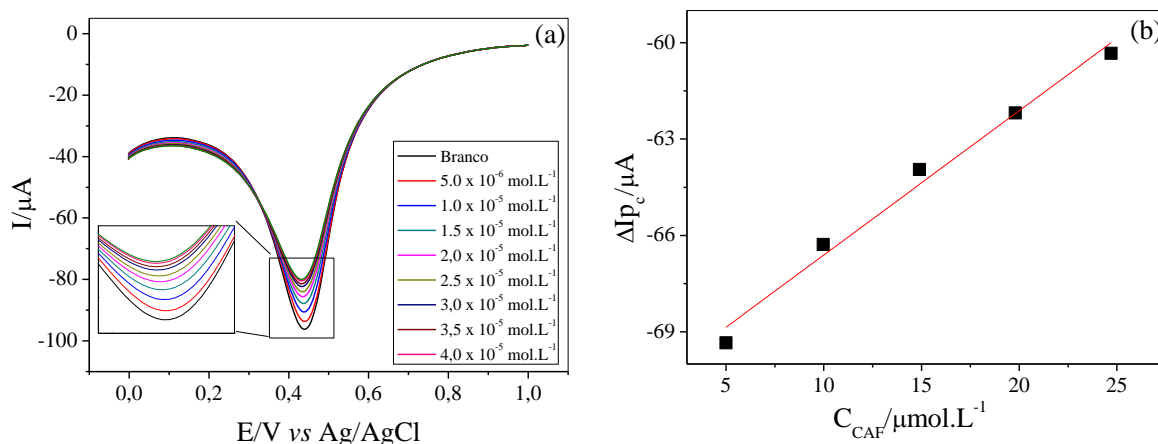 (a)
0
-20
-40
-60
-80
-100
I/µA
0,0 0,2 0,4 0,6 0,8 1,0
E/V vs Ag/AgCl
Branco
5.0 x 10⁻⁶ mol.L⁻¹
1.0 x 10⁻⁵ mol.L⁻¹
1.5 x 10⁻⁵ mol.L⁻¹
2,0 x 10⁻⁵ mol.L⁻¹
2.5 x 10⁻⁵ mol.L⁻¹
3,0 x 10⁻⁵ mol.L⁻¹
3,5 x 10⁻⁵ mol.L⁻¹
4,0 x 10⁻⁵ mol.L⁻¹
(b)
-60
-63
-66
-69
ΔIp_c/µA
5 10 15 20 25
C_CAF/µmol.L⁻¹